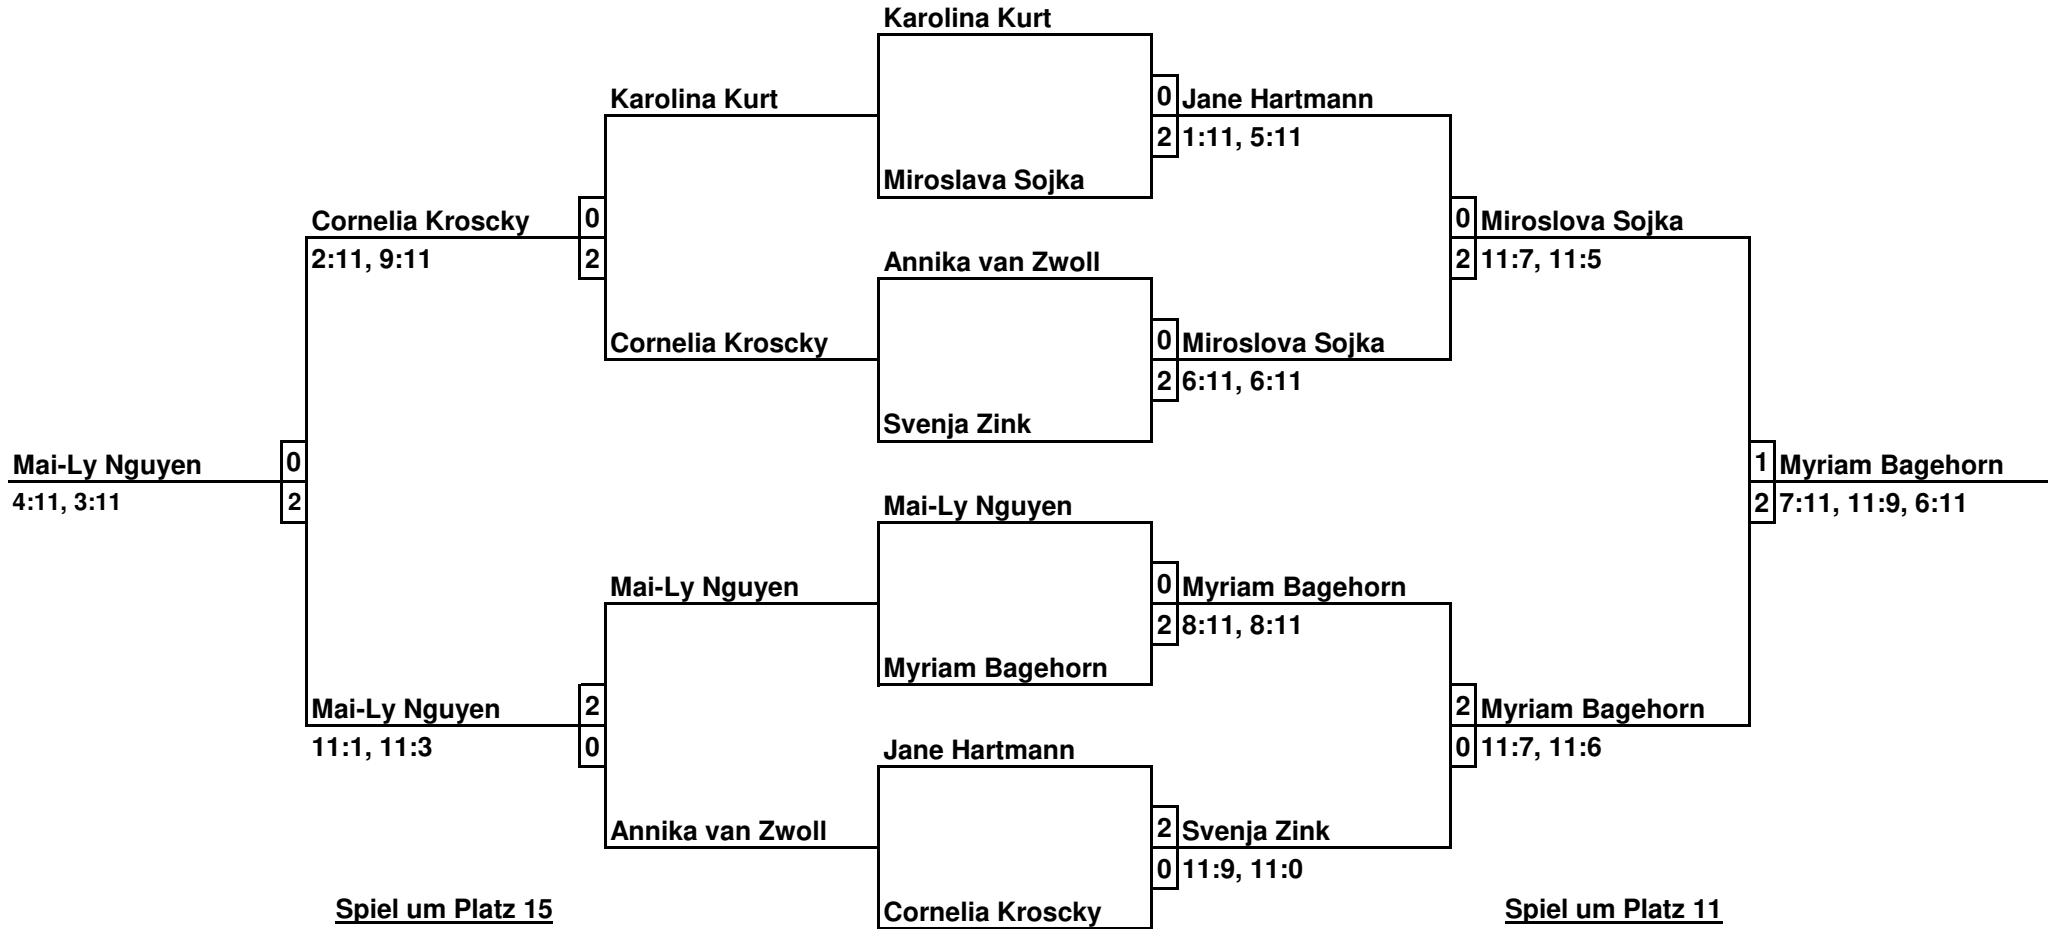 Karolina Kurt
Karolina Kurt
0 Jane Hartmann
2 1:11, 5:11
Miroslava Sojka
Cornelia Kroscky 0
2:11, 9:11 2
0 Miroslova Sojka
2 11:7, 11:5
Annika van Zwoll
Cornelia Kroscky
0 Miroslova Sojka
2 6:11, 6:11
Svenja Zink
Mai-Ly Nguyen 0
4:11, 3:11 2
1 Myriam Bagehorn
2 7:11, 11:9, 6:11
Mai-Ly Nguyen
Mai-Ly Nguyen
0 Myriam Bagehorn
2 8:11, 8:11
Myriam Bagehorn
Mai-Ly Nguyen 2
11:1, 11:3 0
2 Myriam Bagehorn
0 11:7, 11:6
Jane Hartmann
Annika van Zwoll
2 Svenja Zink
0 11:9, 11:0
Cornelia Kroscky
Spiel um Platz 15
Spiel um Platz 11